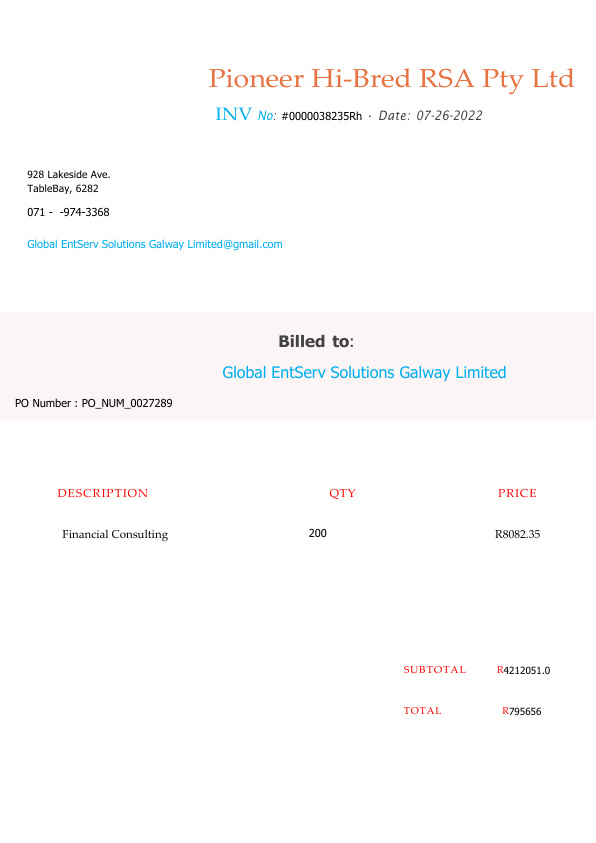 Pioneer Hi-Bred RSA Pty Ltd
INV No: #0000038235Rh - Date: 07-26-2022
928 Lakeside Ave.
TableBay, 6282
071 - -974-3368
Global EntServ Solutions Galway Limited@gmail.com
Billed to:
Global EntServ Solutions Galway Limited
PO Number : PO_NUM_0027289
DESCRIPTION QTY PRICE
Financial Consulting 200 R8082.35
SUBTOTAL R4212051.0
TOTAL R795656